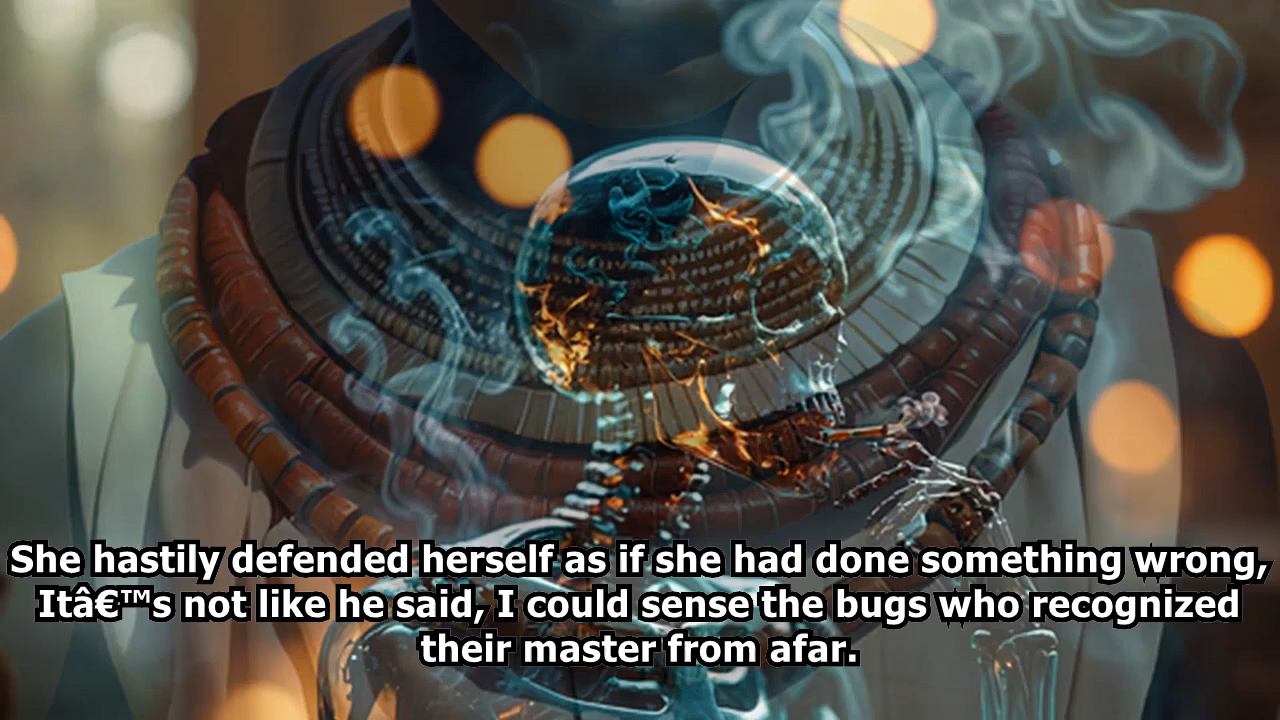 She hastily defended herself as if she had done something wrong,
Itâ€™s not like he said, I could sense the bugs who recognized
their master from afar.